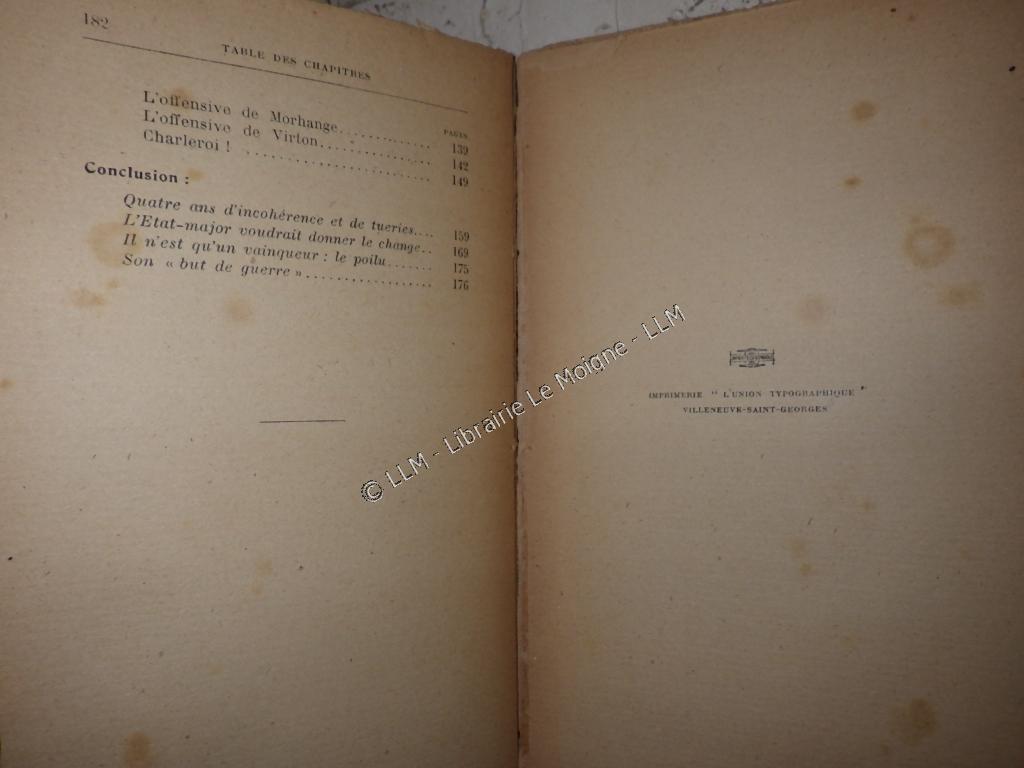 182
TABLE DES CHAPITRES
PAGES
L'offensive de Morhange.............. 139
L'offensive de Virton................ 142
Charleroi ! ......................... 149
Conclusion :
Quatre ans d'incohérence et de tueries.... 159
L'Etat-major voudrait donner le change.. 169
Il n'est qu'un vainqueur : le poilu....... 175
Son « but de guerre »................... 176
© LLM - Librairie Le Moigne - LLM
IMPRIMERIE " L'UNION TYPOGRAPHIQUE "
VILLENEUVE-SAINT-GEORGES